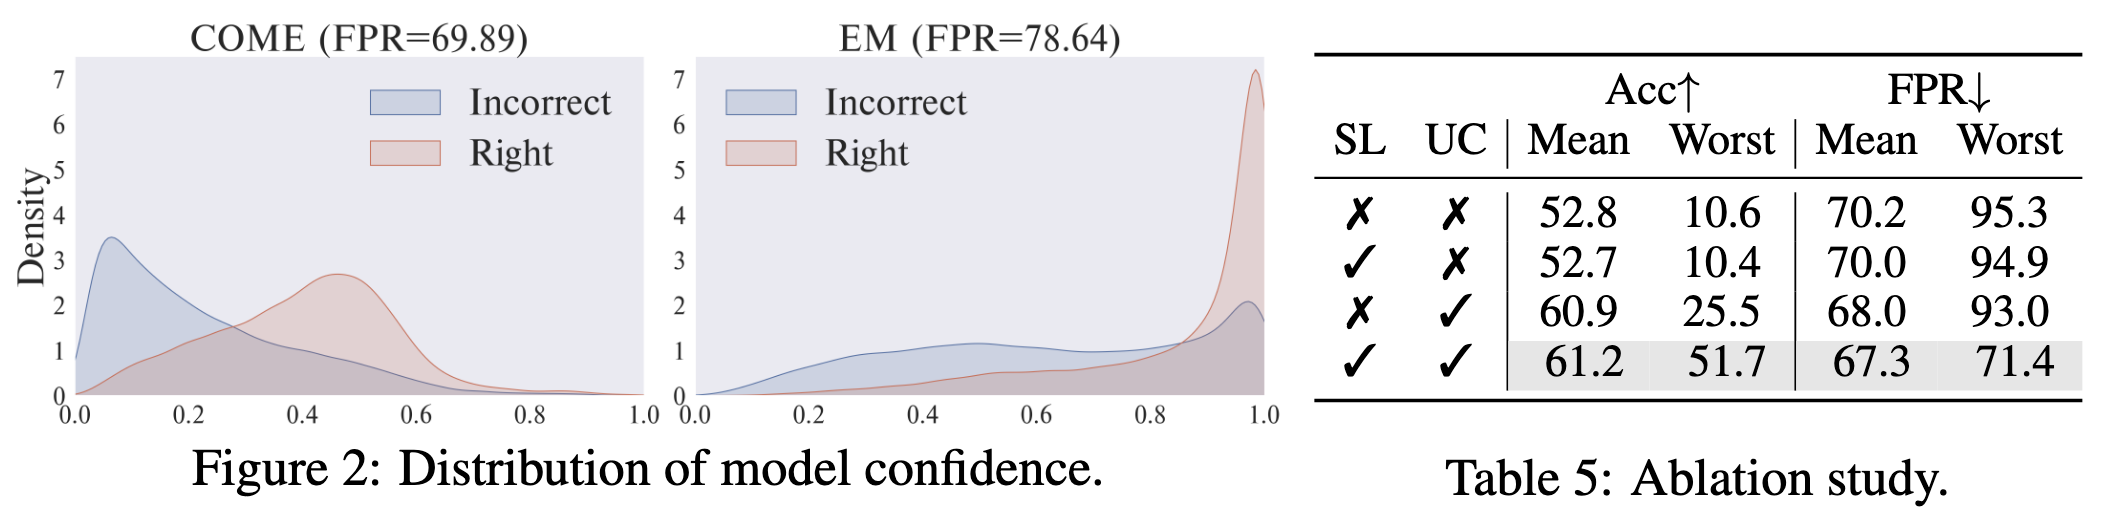 COME (FPR=69.89)
Incorrect
Right
Density
7
6
5
4
3
2
1
0
0.0 0.2 0.4 0.6 0.8 1.0
EM (FPR=78.64)
Incorrect
Right
7
6
5
4
3
2
1
0
0.0 0.2 0.4 0.6 0.8 1.0
Figure 2: Distribution of model confidence.
Acc↑ FPR↓
SL UC Mean Worst Mean Worst
✗ ✗ 52.8 10.6 70.2 95.3
✓ ✗ 52.7 10.4 70.0 94.9
✗ ✓ 60.9 25.5 68.0 93.0
✓ ✓ 61.2 51.7 67.3 71.4
Table 5: Ablation study.